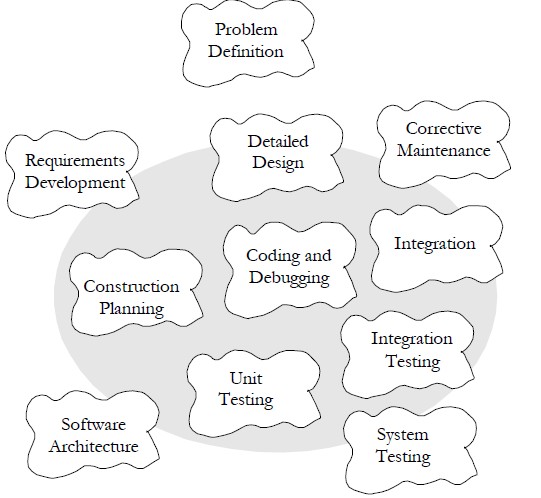 Problem
Definition
Detailed
Design
Corrective
Maintenance
Requirements
Development
Coding and
Debugging
Integration
Construction
Planning
Integration
Testing
Unit
Testing
Software
Architecture
System
Testing